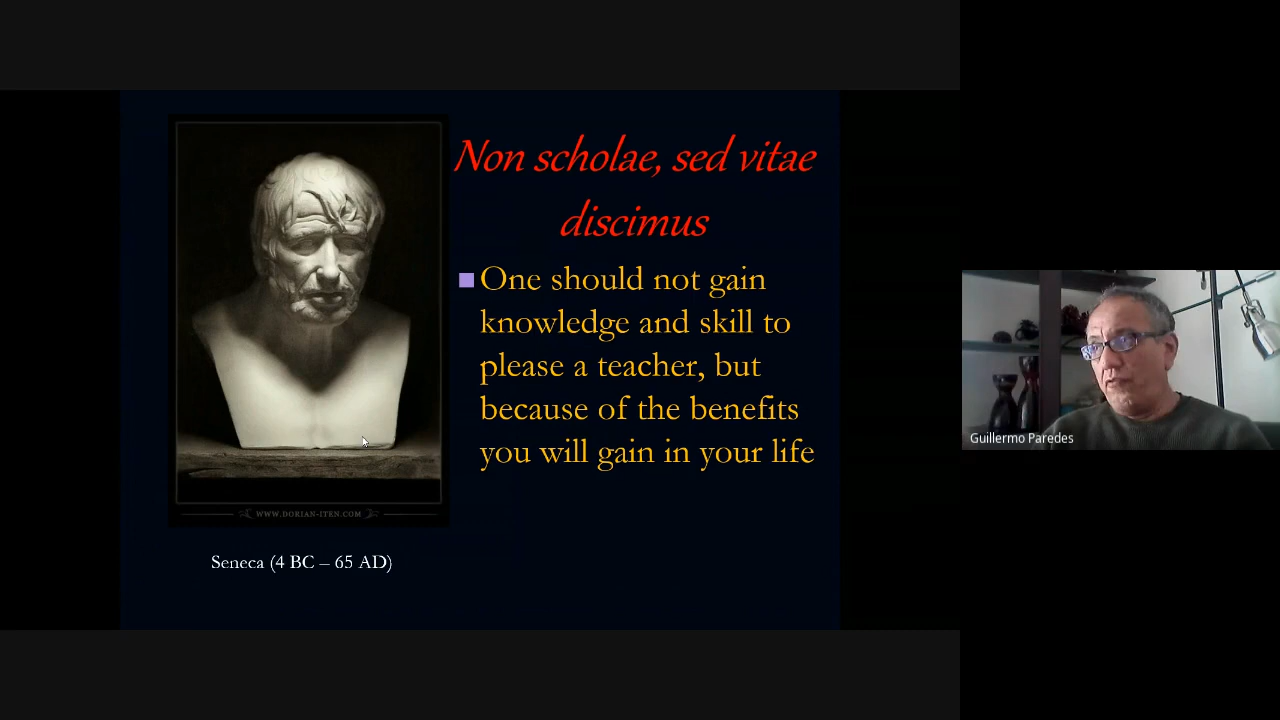 Non scholae, sed vitae
discimus
One should not gain
knowledge and skill to
please a teacher, but
because of the benefits
you will gain in your life
WWW.DORIAN-ITEN.COM
Seneca (4 BC – 65 AD)
Guillermo Paredes